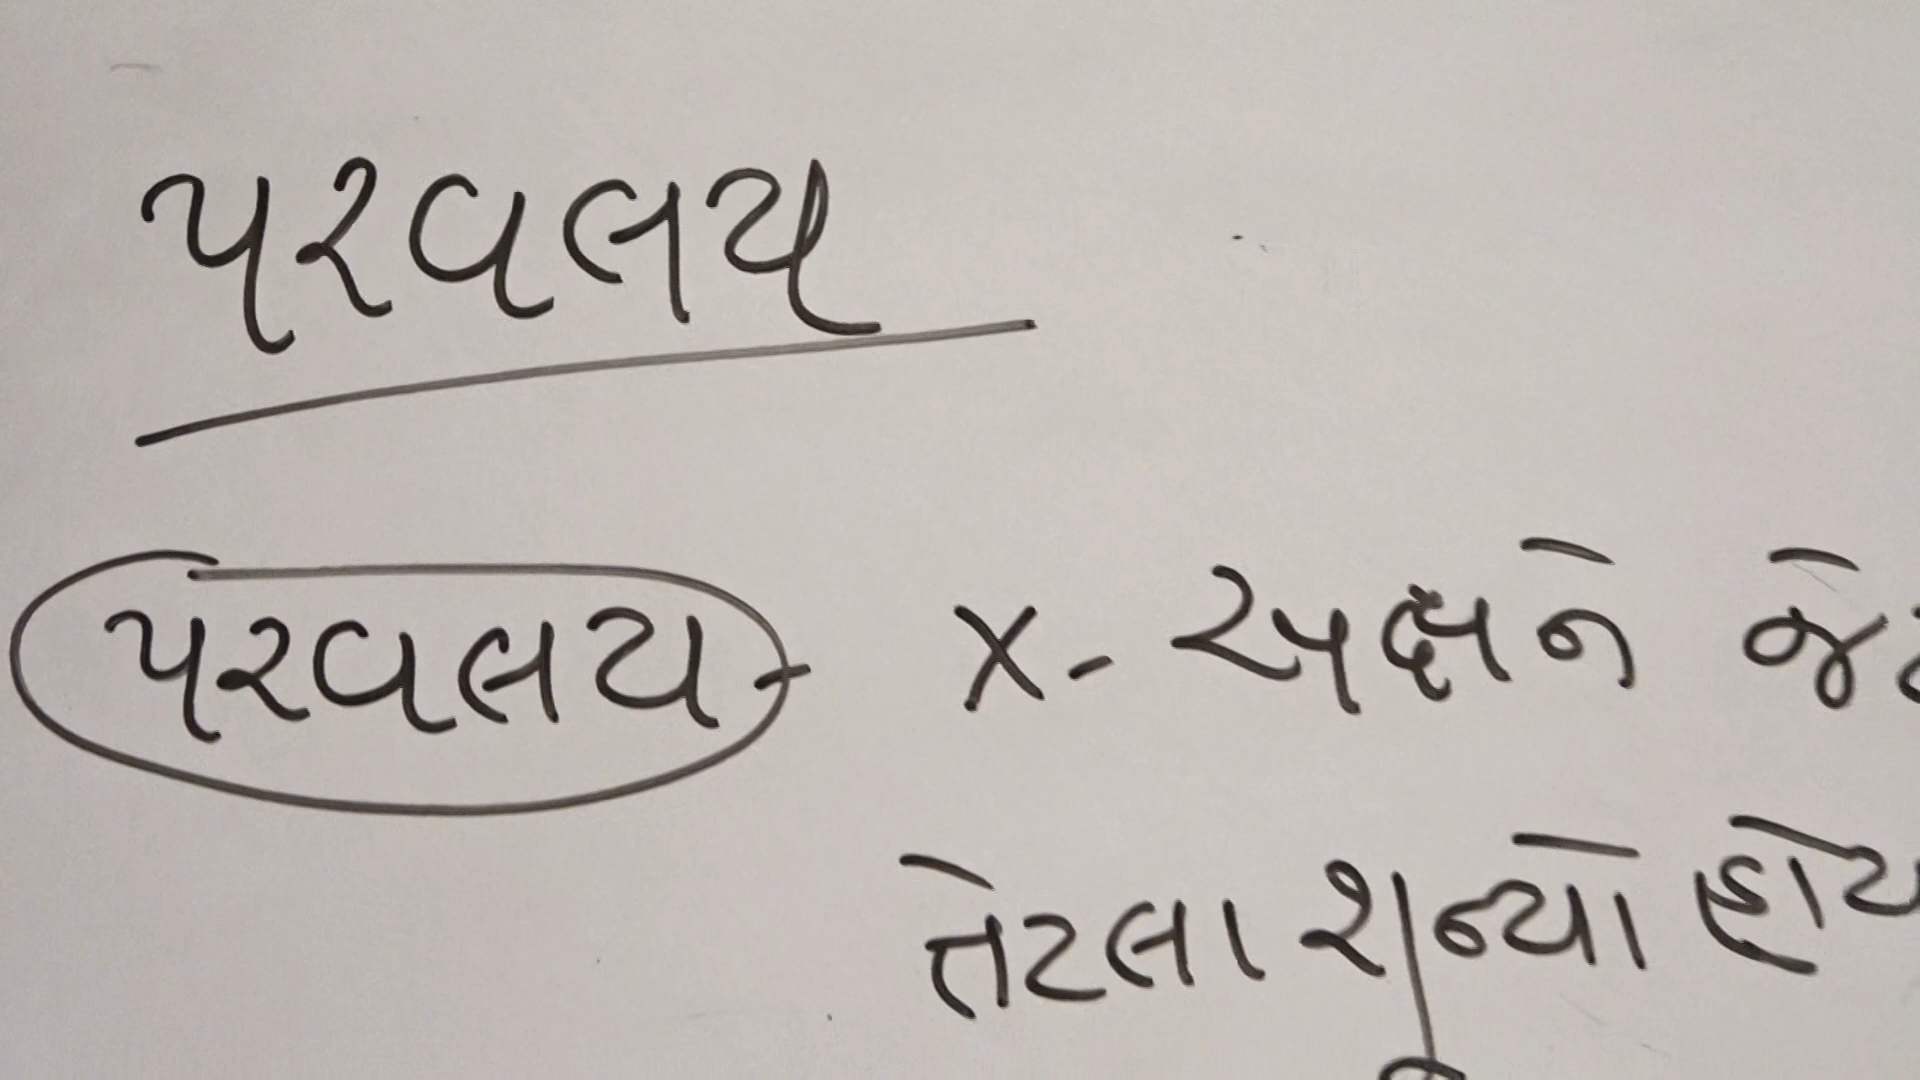 પરવલય
પરવલય - X - અક્ષને
તેટલા શૂન્યો